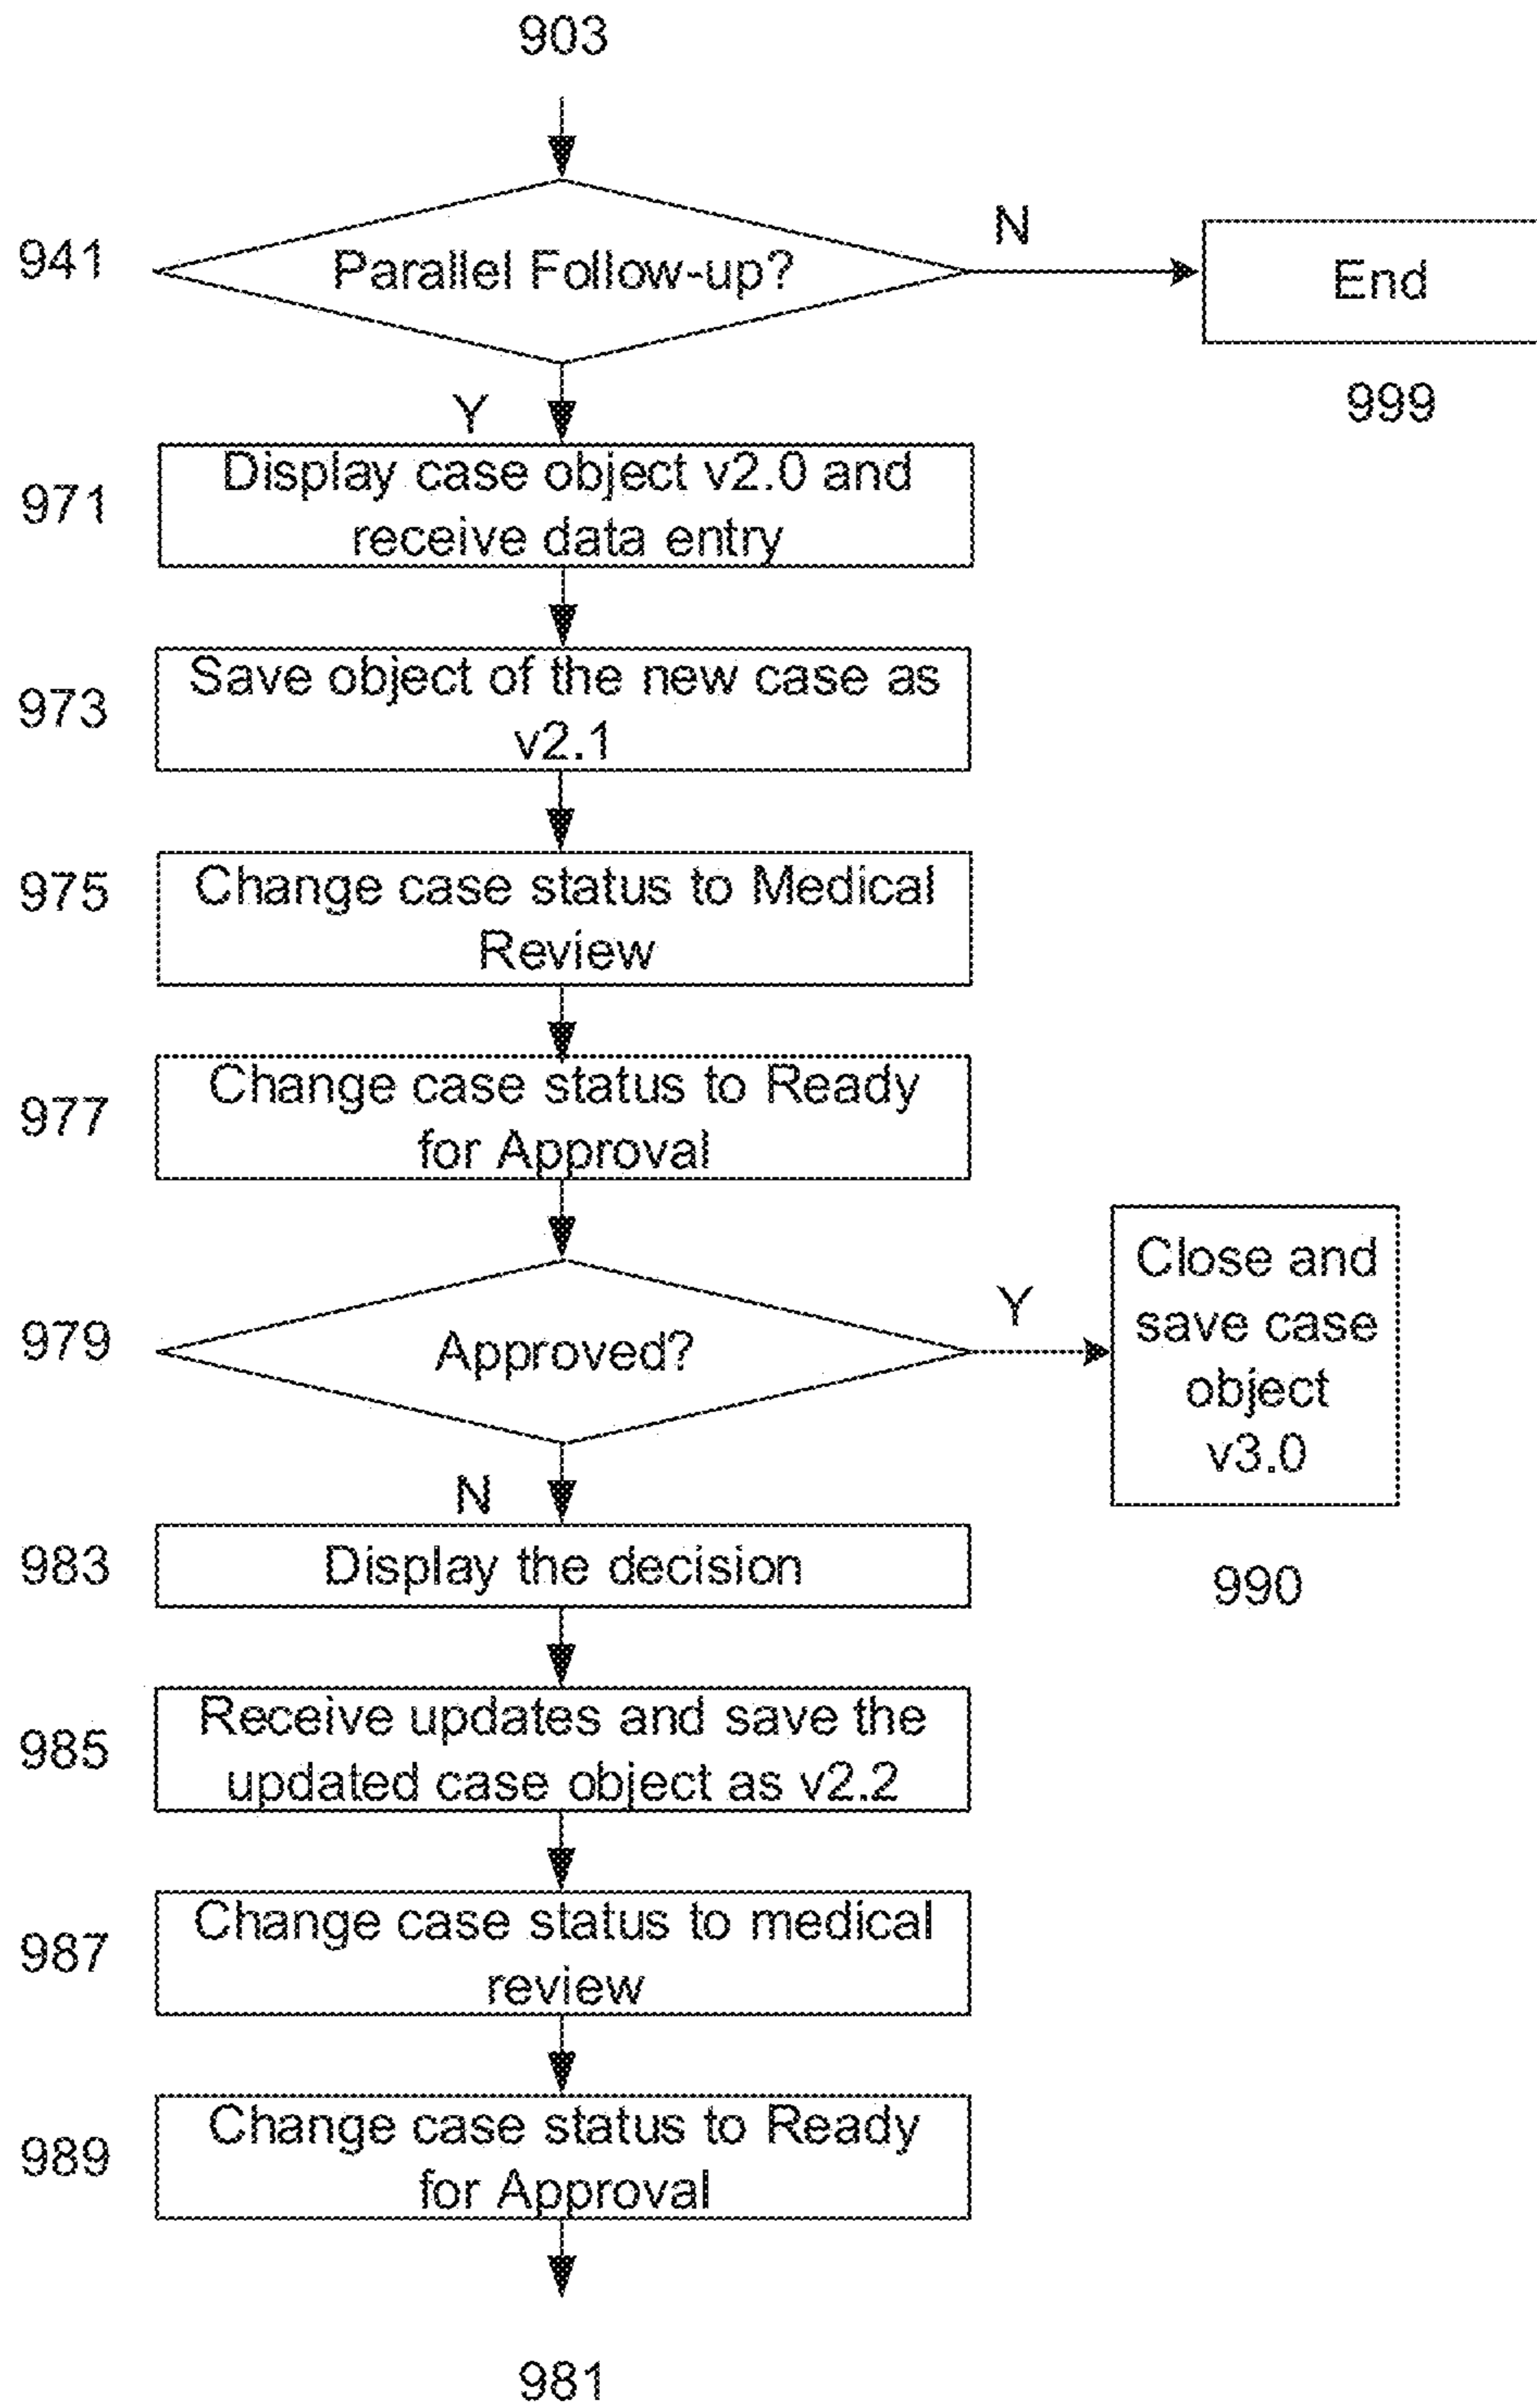 903
941
Parallel Follow-up?
N
End
999
Y
971
Display case object v2.0 and
receive data entry
973
Save object of the new case as
v2.1
975
Change case status to Medical
Review
977
Change case status to Ready
for Approval
979
Approved?
Y
Close and
save case
object
v3.0
990
N
983
Display the decision
985
Receive updates and save the
updated case object as v2.2
987
Change case status to medical
review
989
Change case status to Ready
for Approval
981